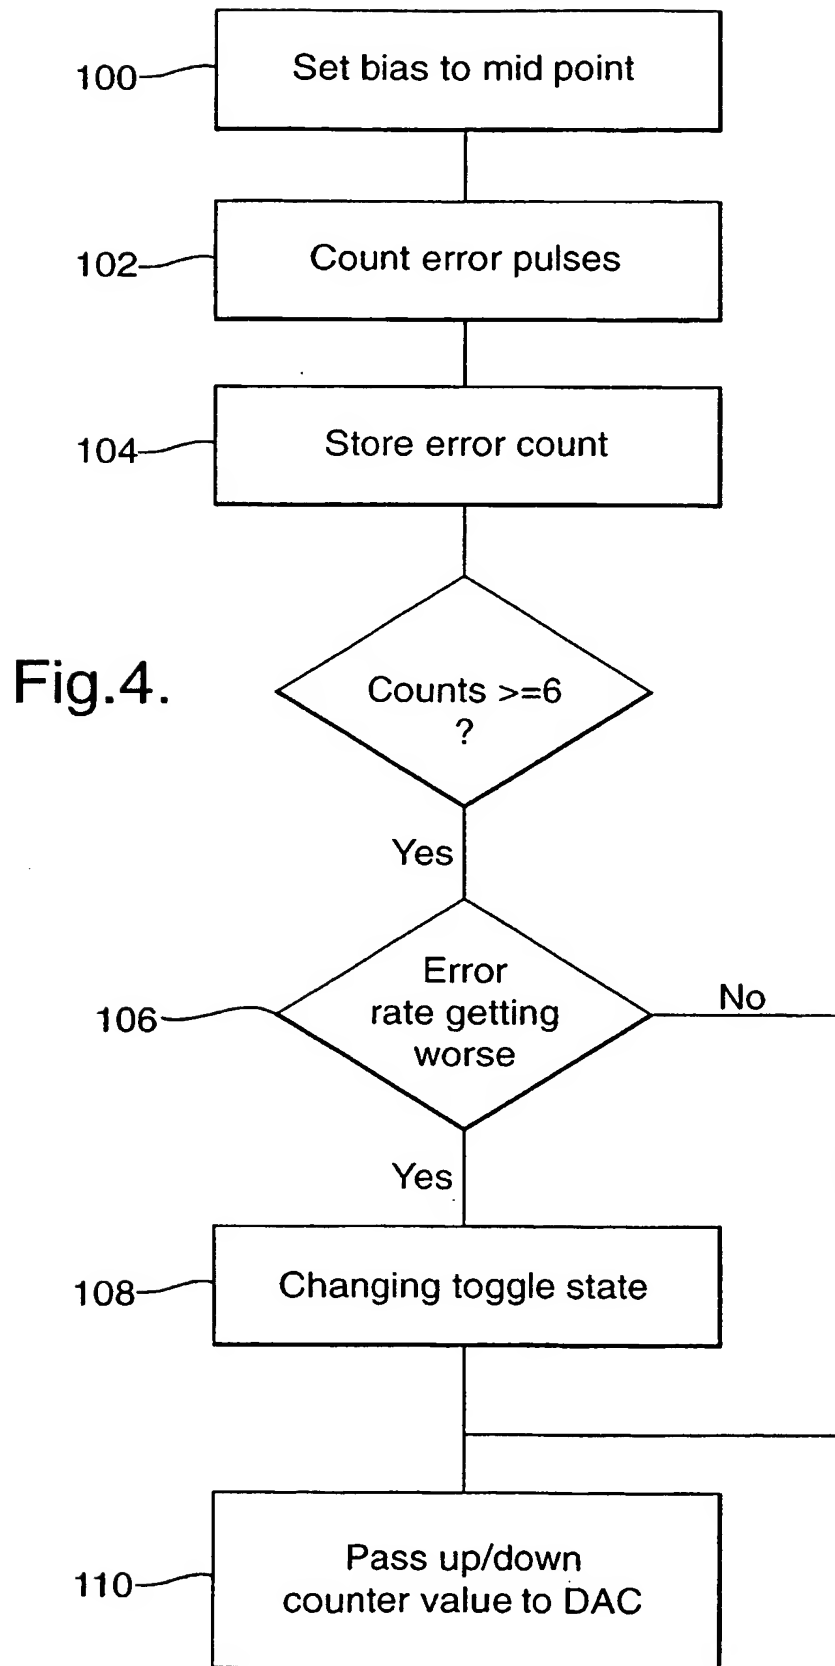 100
Set bias to mid point
102
Count error pulses
104
Store error count
Fig.4.
Counts >=6
?
Yes
106
Error
rate getting
worse
No
Yes
108
Changing toggle state
110
Pass up/down
counter value to DAC